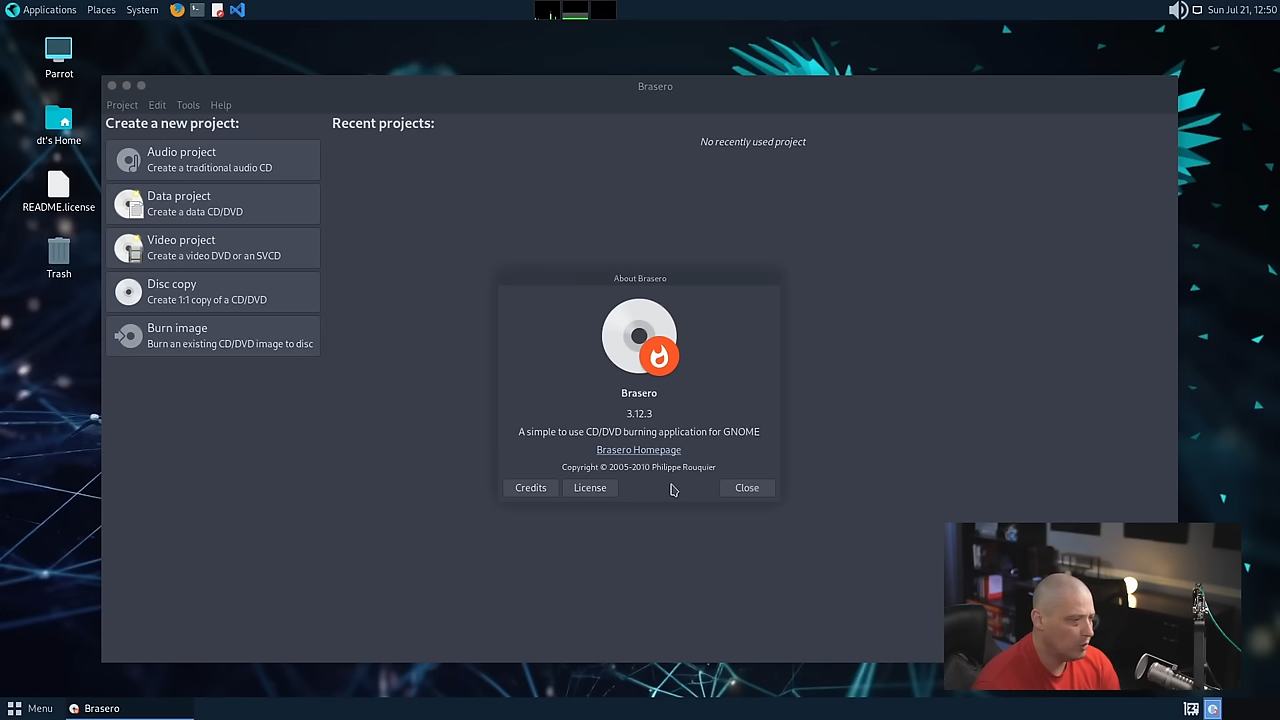 Applications Places System
Sun Jul 21, 12:50
Parrot
dt's Home
README.license
Trash
Brasero
Project Edit Tools Help
Create a new project:
Audio project
Create a traditional audio CD
Data project
Create a data CD/DVD
Video project
Create a video DVD or an SVCD
Disc copy
Create 1:1 copy of a CD/DVD
Burn image
Burn an existing CD/DVD image to disc
Recent projects:
No recently used project
About Brasero
Brasero
3.12.3
A simple to use CD/DVD burning application for GNOME
Brasero Homepage
Copyright © 2005-2010 Philippe Rouquier
Credits License Close
Menu Brasero